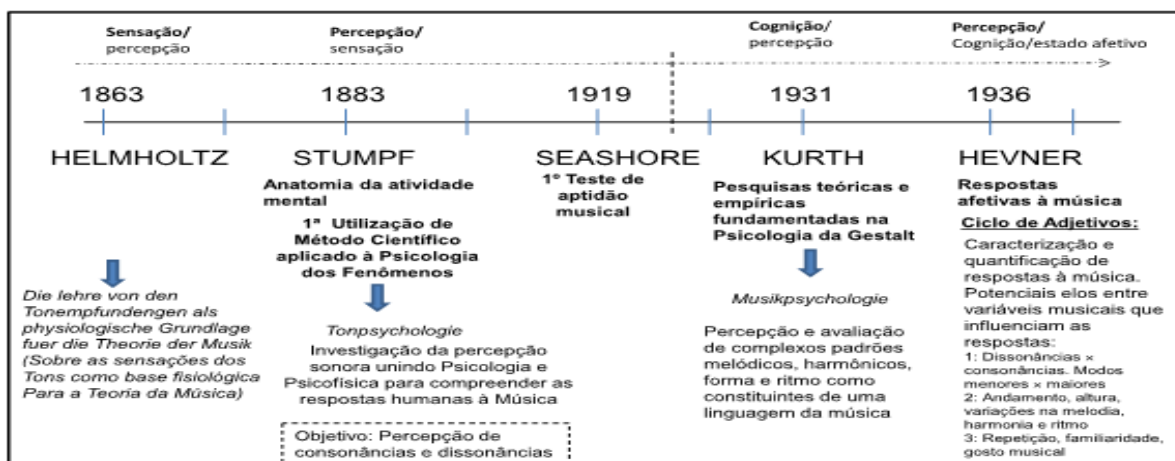 Sensação/
percepção
Percepção/
sensação
Cognição/
percepção
Percepção/
Cognição/estado afetivo
1863
1883
1919
1931
1936
HELMHOLTZ
STUMPF
SEASHORE
KURTH
HEVNER
Die lehre von den
Tonempfundengen als
physiologische Grundlage
fuer die Theorie der Musik
(Sobre as sensações dos
Tons como base fisiológica
Para a Teoria da Música)
Anatomia da atividade
mental
1ª Utilização de
Método Científico
aplicado à Psicologia
dos Fenômenos
Tonpsychologie
Investigação da percepção
sonora unindo Psicologia e
Psicofísica para compreender as
respostas humanas à Música
Objetivo: Percepção de
consonâncias e dissonâncias
1º Teste de
aptidão
musical
Pesquisas teóricas e
empíricas
fundamentadas na
Psicologia da Gestalt
Musikpsychologie
Percepção e avaliação
de complexos padrões
melódicos, harmônicos,
forma e ritmo como
constituintes de uma
linguagem da música
Respostas
afetivas à música
Ciclo de Adjetivos:
Caracterização e
quantificação de
respostas à música.
Potenciais elos entre
variáveis musicais que
influenciam as
respostas:
1: Dissonâncias ×
consonâncias. Modos
menores × maiores
2: Andamento, altura,
variações na melodia,
harmonia e ritmo
3: Repetição, familiaridade,
gosto musical